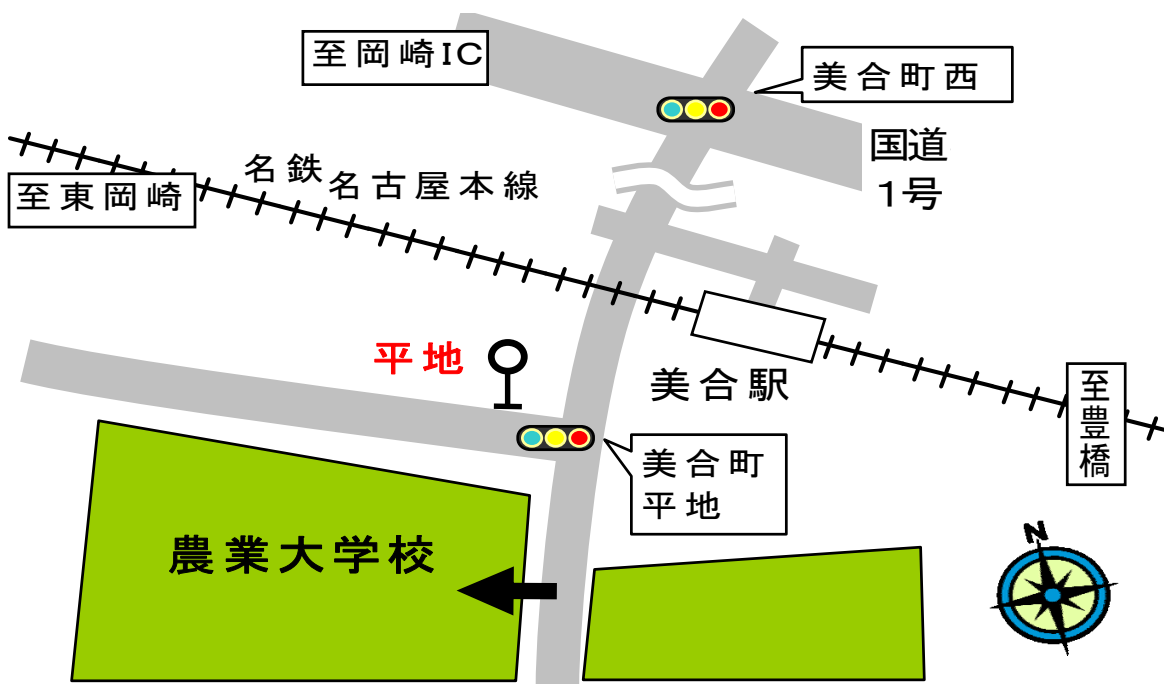 至岡崎IC
美合町西
国道
1号
名鉄名古屋本線
至東岡崎
平地
美合駅
至豊橋
美合町
平地
農業大学校
N